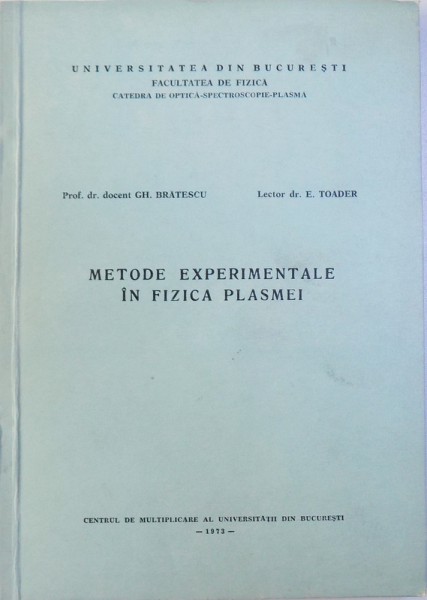 UNIVERSITATEA DIN BUCUREȘTI
FACULTATEA DE FIZICĂ
CATEDRA DE OPTICĂ-SPECTROSCOPIE-PLASMĂ
Prof. dr. docent GH. BRĂTESCU Lector dr. E. TOADER
METODE EXPERIMENTALE
ÎN FIZICA PLASMEI
CENTRUL DE MULTIPLICARE AL UNIVERSITĂȚII DIN BUCUREȘTI
— 1973 —